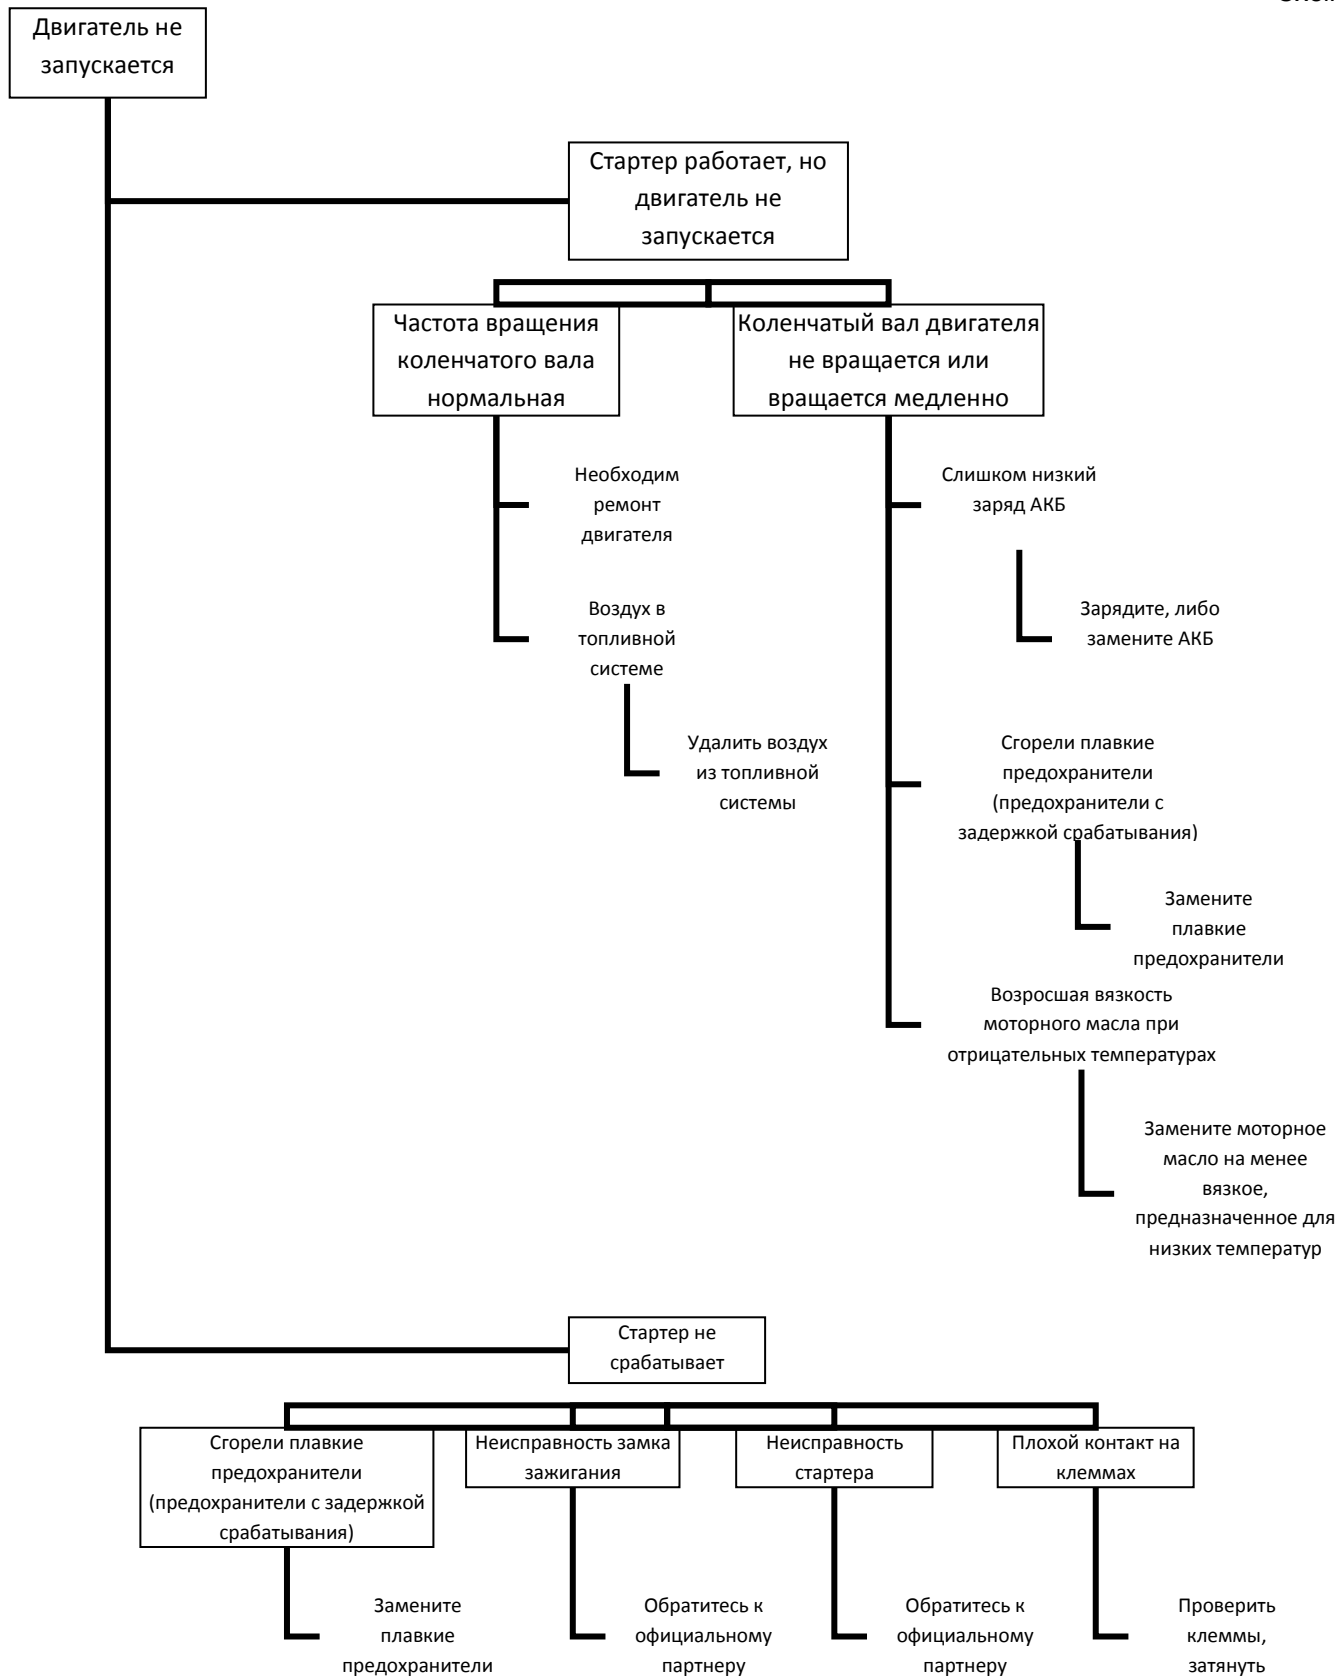 Двигатель не
запускается
Стартер работает, но
двигатель не
запускается
Частота вращения
коленчатого вала
нормальная
Коленчатый вал двигателя
не вращается или
вращается медленно
Необходим
ремонт
двигателя
Слишком низкий
заряд АКБ
Воздух в
топливной
системе
Зарядите, либо
замените АКБ
Удалить воздух
из топливной
системы
Сгорели плавкие
предохранители
(предохранители с
задержкой срабатывания)
Замените
плавкие
предохранители
Возросшая вязкость
моторного масла при
отрицательных температурах
Замените моторное
масло на менее
вязкое,
предназначенное для
низких температур
Стартер не
срабатывает
Сгорели плавкие
предохранители
(предохранители с задержкой
срабатывания)
Неисправность замка
зажигания
Неисправность
стартера
Плохой контакт на
клеммах
Замените
плавкие
предохранители
Обратитесь к
официальному
партнеру
Обратитесь к
официальному
партнеру
Проверить
клеммы,
затянуть